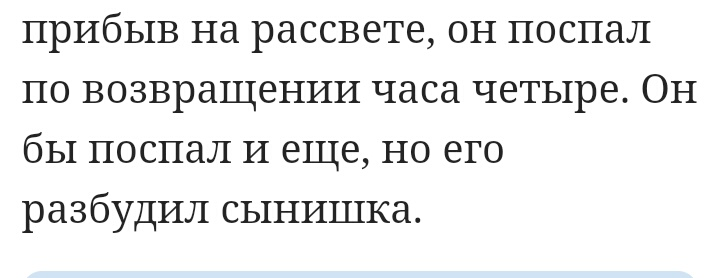 прибыв на рассвете, он поспал
по возвращении часа четыре. Он
бы поспал и еще, но его
разбудил сынишка.